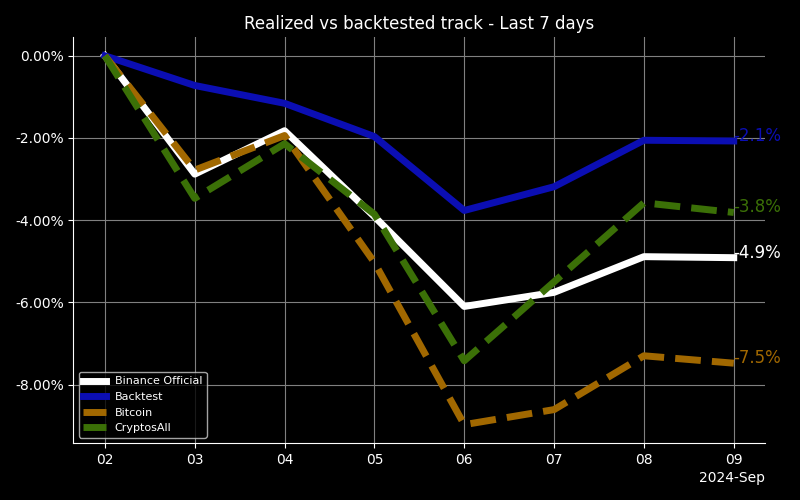 Realized vs backtested track - Last 7 days
0.00%
-2.00%
-4.00%
-6.00%
-8.00%
-2.1%
-3.8%
-4.9%
-7.5%
Binance Official
Backtest
Bitcoin
CryptosAll
02 03 04 05 06 07 08 09
2024-Sep